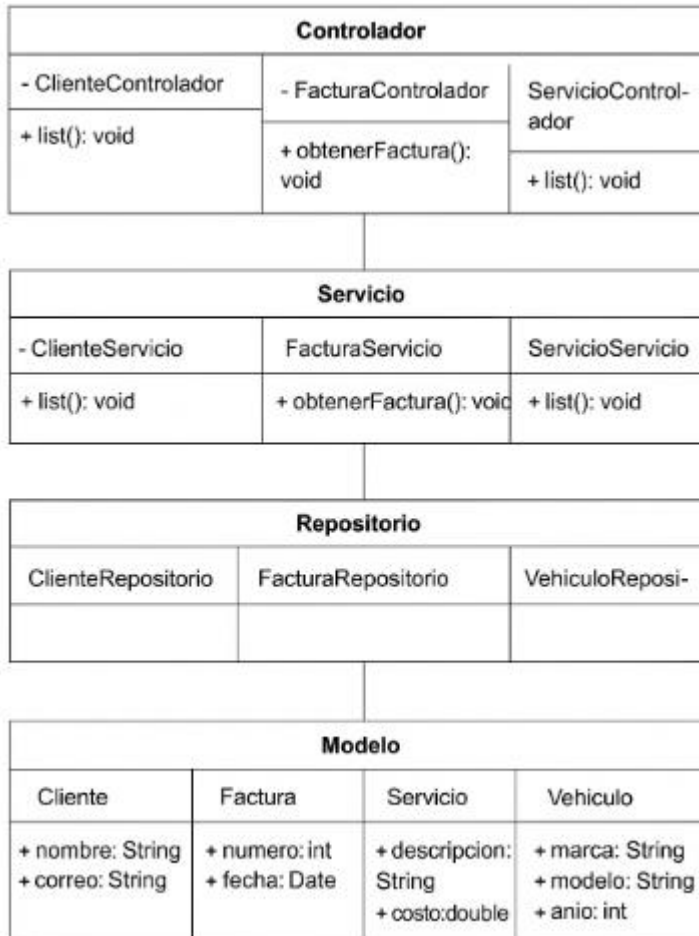 Controlador
- ClienteControlador
+ list(): void
- FacturaControlador
+ obtenerFactura():
void
ServicioControl-
ador
+ list(): void
Servicio
- ClienteServicio
+ list(): void
FacturaServicio
+ obtenerFactura(): void
ServicioServicio
+ list(): void
Repositorio
ClienteRepositorio
FacturaRepositorio
VehiculoReposi-
Modelo
Cliente
+ nombre: String
+ correo: String
Factura
+ numero: int
+ fecha: Date
Servicio
+ descripcion:
String
+ costo:double
Vehiculo
+ marca: String
+ modelo: String
+ anio: int